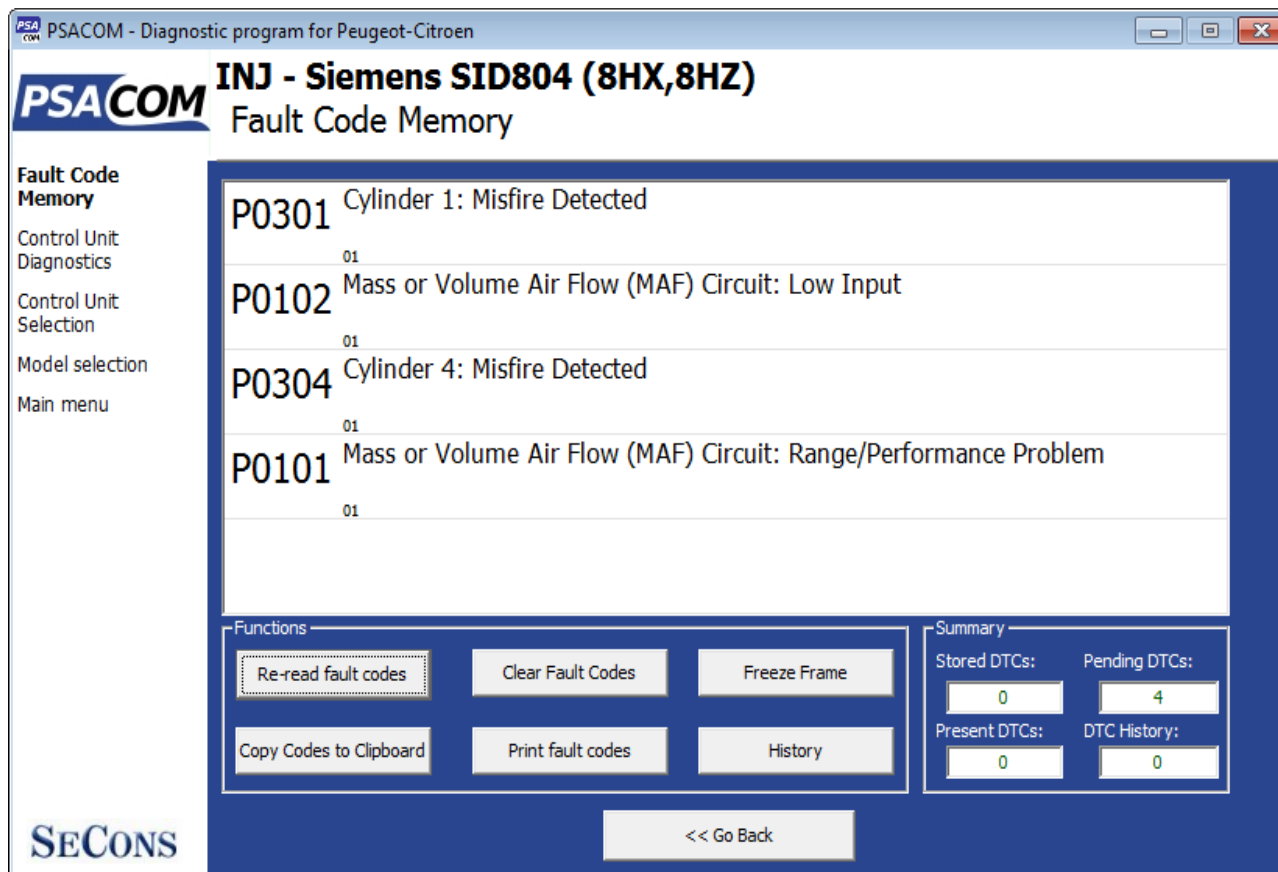 PSA COM PSACOM - Diagnostic program for Peugeot-Citroen
PSACOM
INJ - Siemens SID804 (8HX,8HZ)
Fault Code Memory
Fault Code
Memory
Control Unit
Diagnostics
Control Unit
Selection
Model selection
Main menu
P0301 Cylinder 1: Misfire Detected
01
P0102 Mass or Volume Air Flow (MAF) Circuit: Low Input
01
P0304 Cylinder 4: Misfire Detected
01
P0101 Mass or Volume Air Flow (MAF) Circuit: Range/Performance Problem
01
Functions
Re-read fault codes Clear Fault Codes Freeze Frame
Copy Codes to Clipboard Print fault codes History
Summary
Stored DTCs: Pending DTCs:
0 4
Present DTCs: DTC History:
0 0
<< Go Back
SECONS